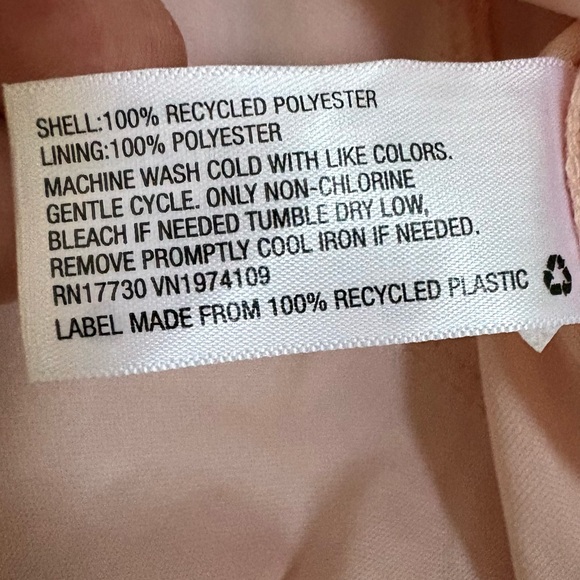 SHELL:100% RECYCLED POLYESTER
LINING:100% POLYESTER
MACHINE WASH COLD WITH LIKE COLORS.
GENTLE CYCLE. ONLY NON-CHLORINE
BLEACH IF NEEDED TUMBLE DRY LOW,
REMOVE PROMPTLY COOL IRON IF NEEDED.
RN17730 VN1974109
LABEL MADE FROM 100% RECYCLED PLASTIC